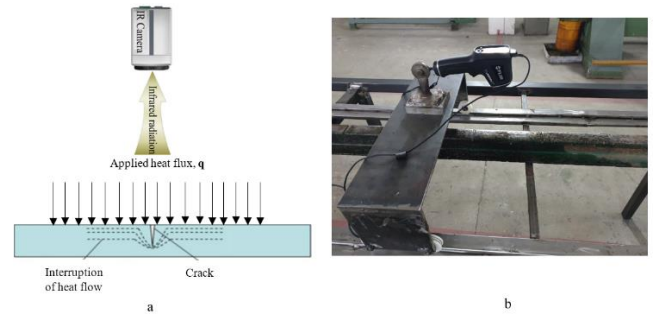 IR Camera
Infrared radiation
Applied heat flux, q
Interruption
of heat flow
Crack
a
b